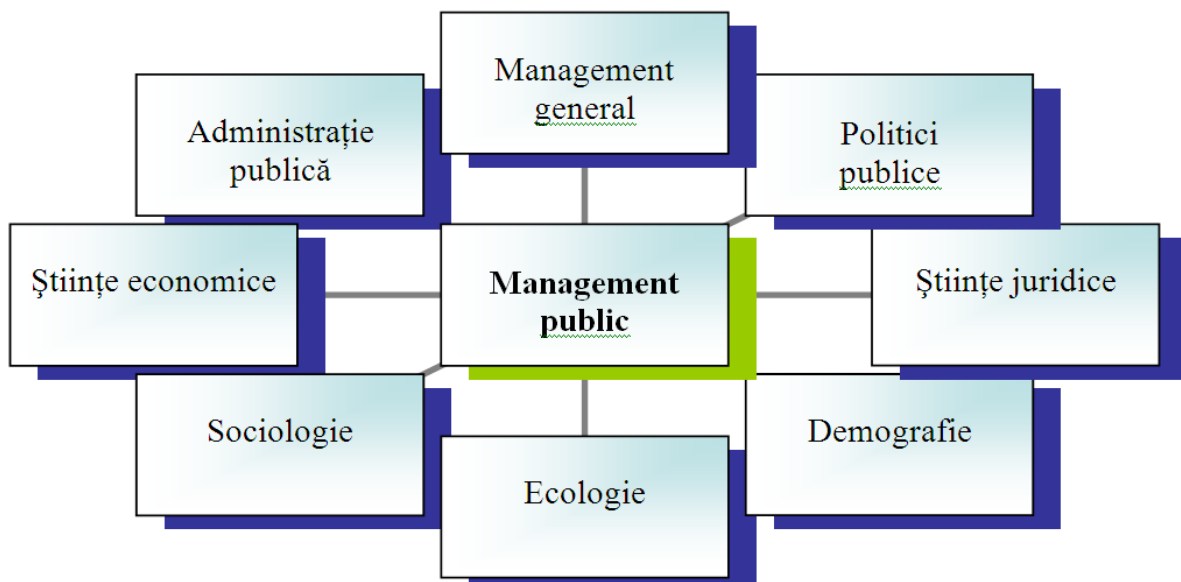 Management
general
Administrație
publică
Politici
publice
Științe economice
Management
public
Științe juridice
Sociologie
Ecologie
Demografie